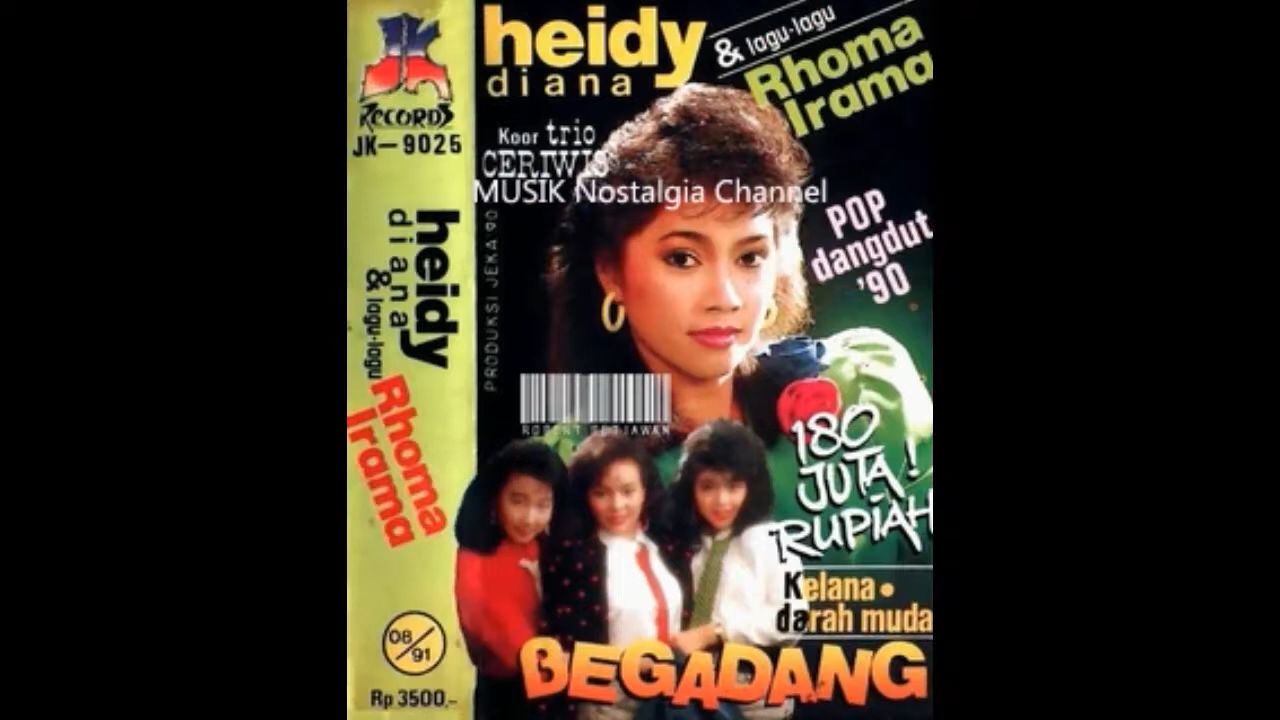 JK
RECORDS
JK-9025
heidy
diana
& lagu-lagu
Rhoma
Irama
08/91
Rp 3500,-
heidy
diana
& lagu-lagu
Rhoma
Irama
Koor trio
CERIWIS
MUSIK Nostalgia Channel
PRODUKSI JEKA 90
POP
dangdut
'90
ROBERT SETIAWAN
180
JUTA!
RUPIAH
Kelana •
darah muda
BEGADANG